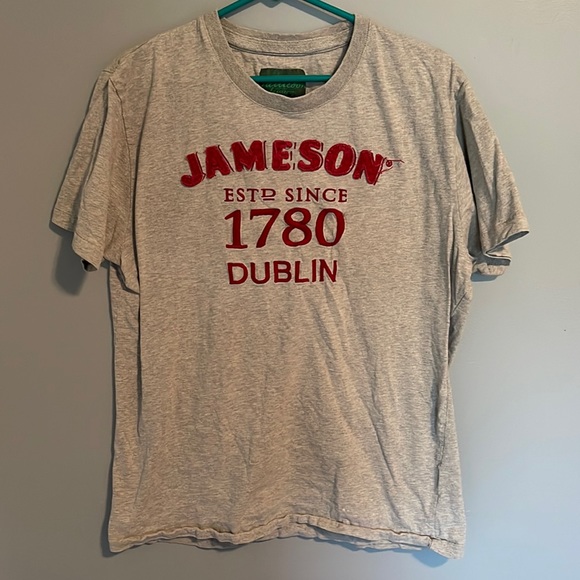 JAMESON
ESTD SINCE
1780
DUBLIN